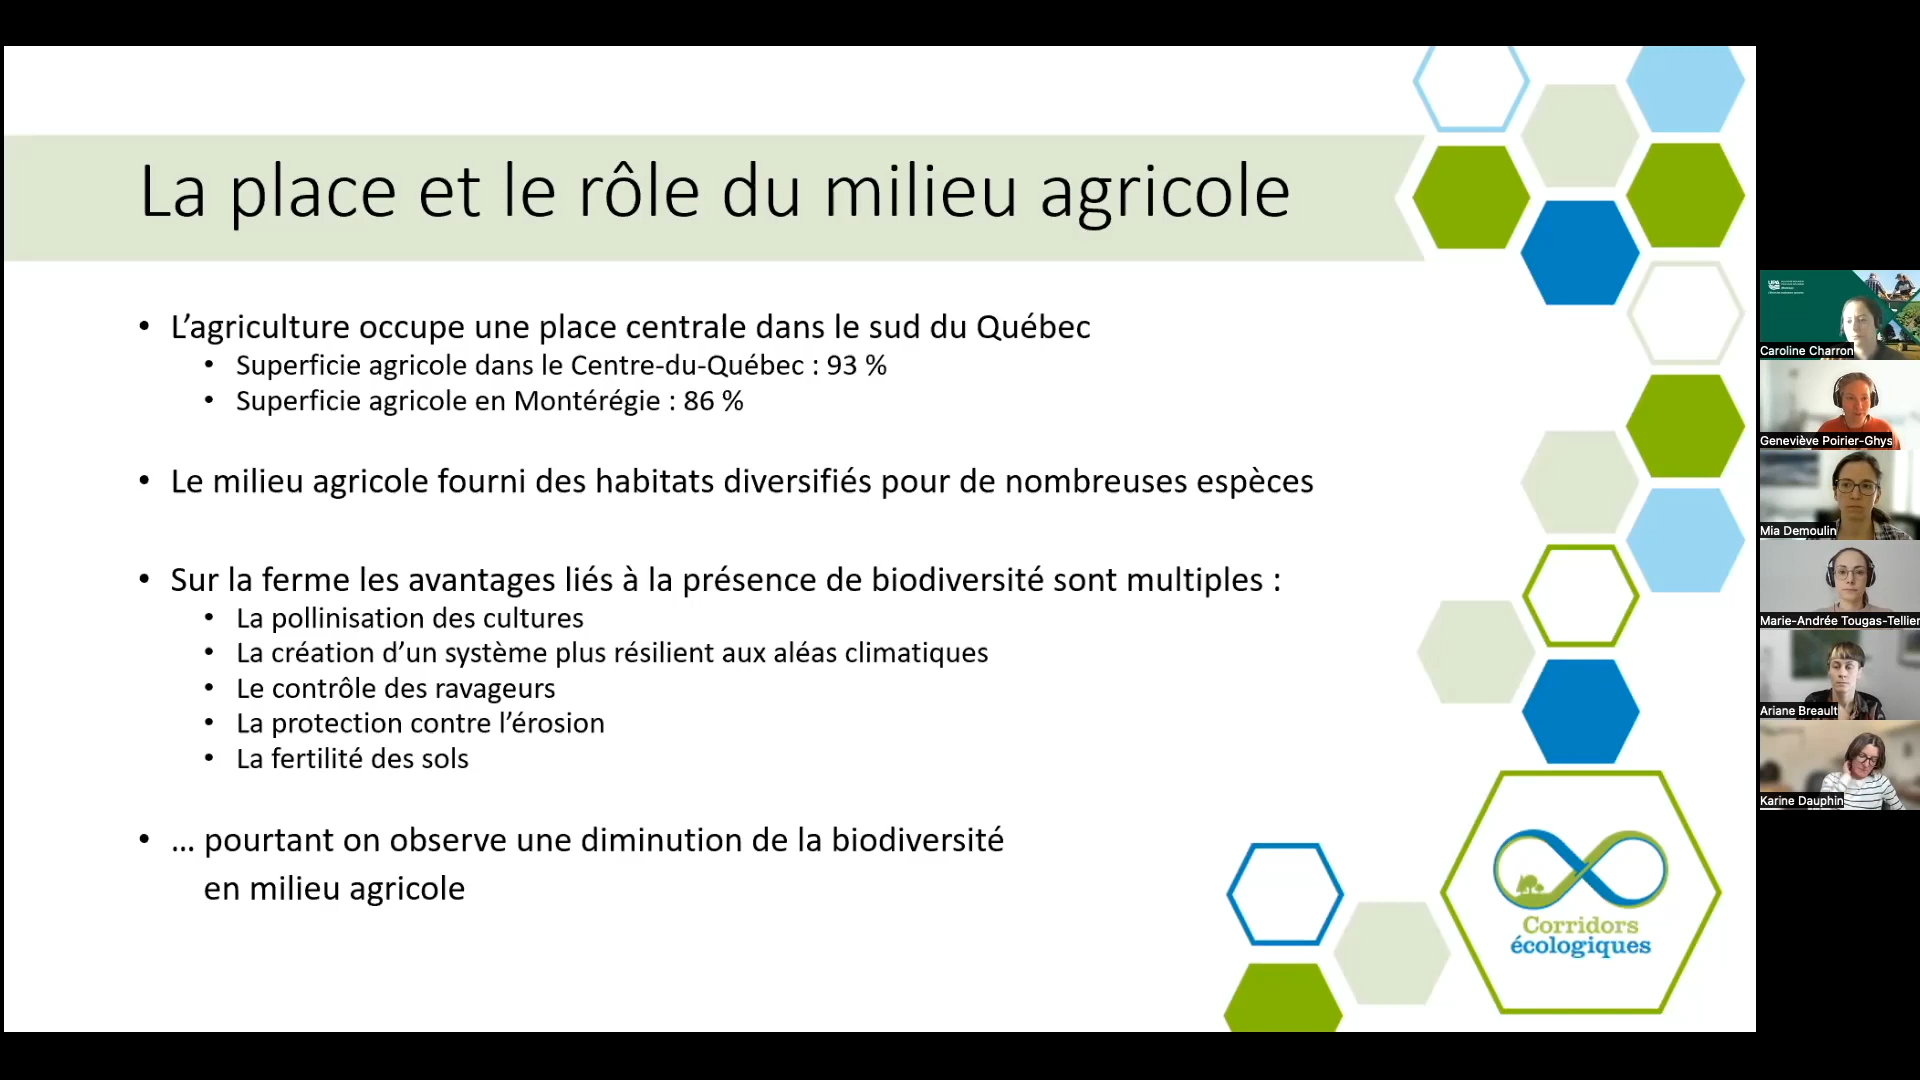 La place et le rôle du milieu agricole
• L’agriculture occupe une place centrale dans le sud du Québec
• Superficie agricole dans le Centre-du-Québec : 93 %
• Superficie agricole en Montérégie : 86 %
• Le milieu agricole fourni des habitats diversifiés pour de nombreuses espèces
• Sur la ferme les avantages liés à la présence de biodiversité sont multiples :
• La pollinisation des cultures
• La création d’un système plus résilient aux aléas climatiques
• Le contrôle des ravageurs
• La protection contre l’érosion
• La fertilité des sols
• … pourtant on observe une diminution de la biodiversité
en milieu agricole
Corridors
écologiques
UPA
Caroline Charron
Geneviève Poirier-Ghys
Mia Demoulin
Marie-Andrée Tougas-Tellier
Ariane Breault
Karine Dauphin